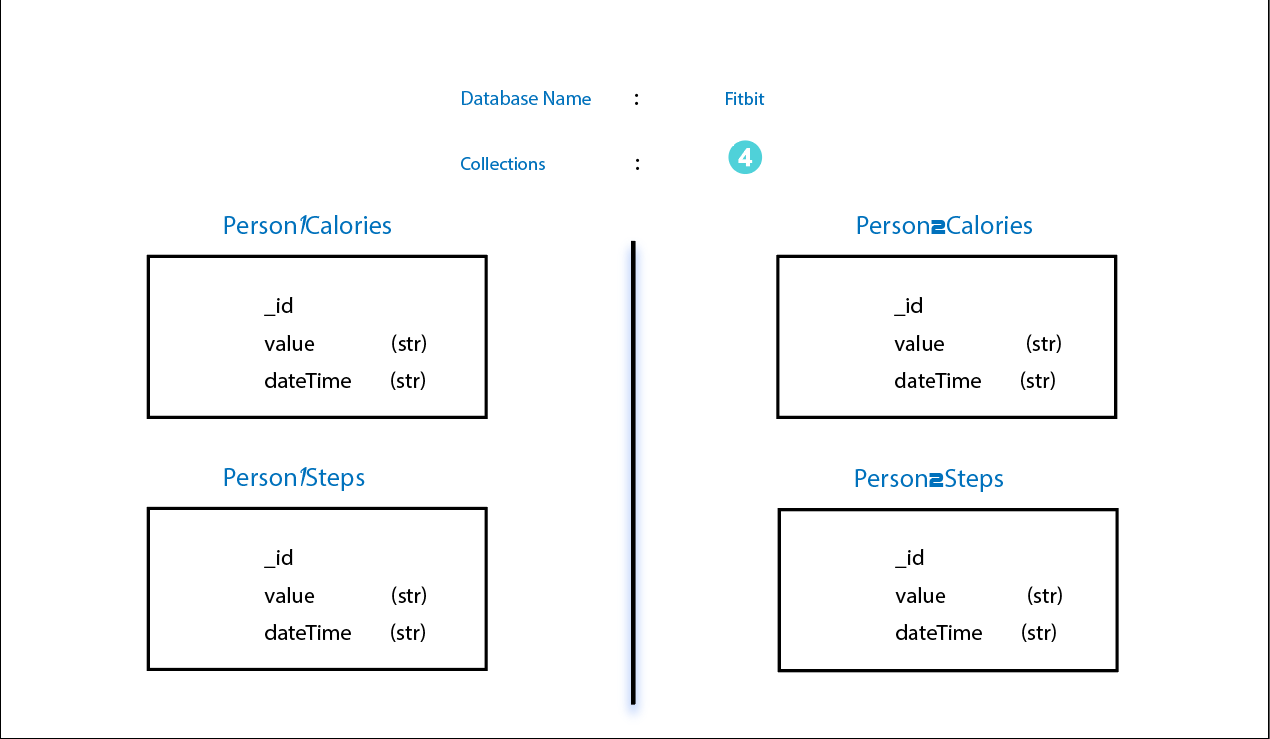 Database Name : Fitbit
Collections : 4
Person1Calories
_id
value (str)
dateTime (str)
Person2Calories
_id
value (str)
dateTime (str)
Person1Steps
_id
value (str)
dateTime (str)
Person2Steps
_id
value (str)
dateTime (str)